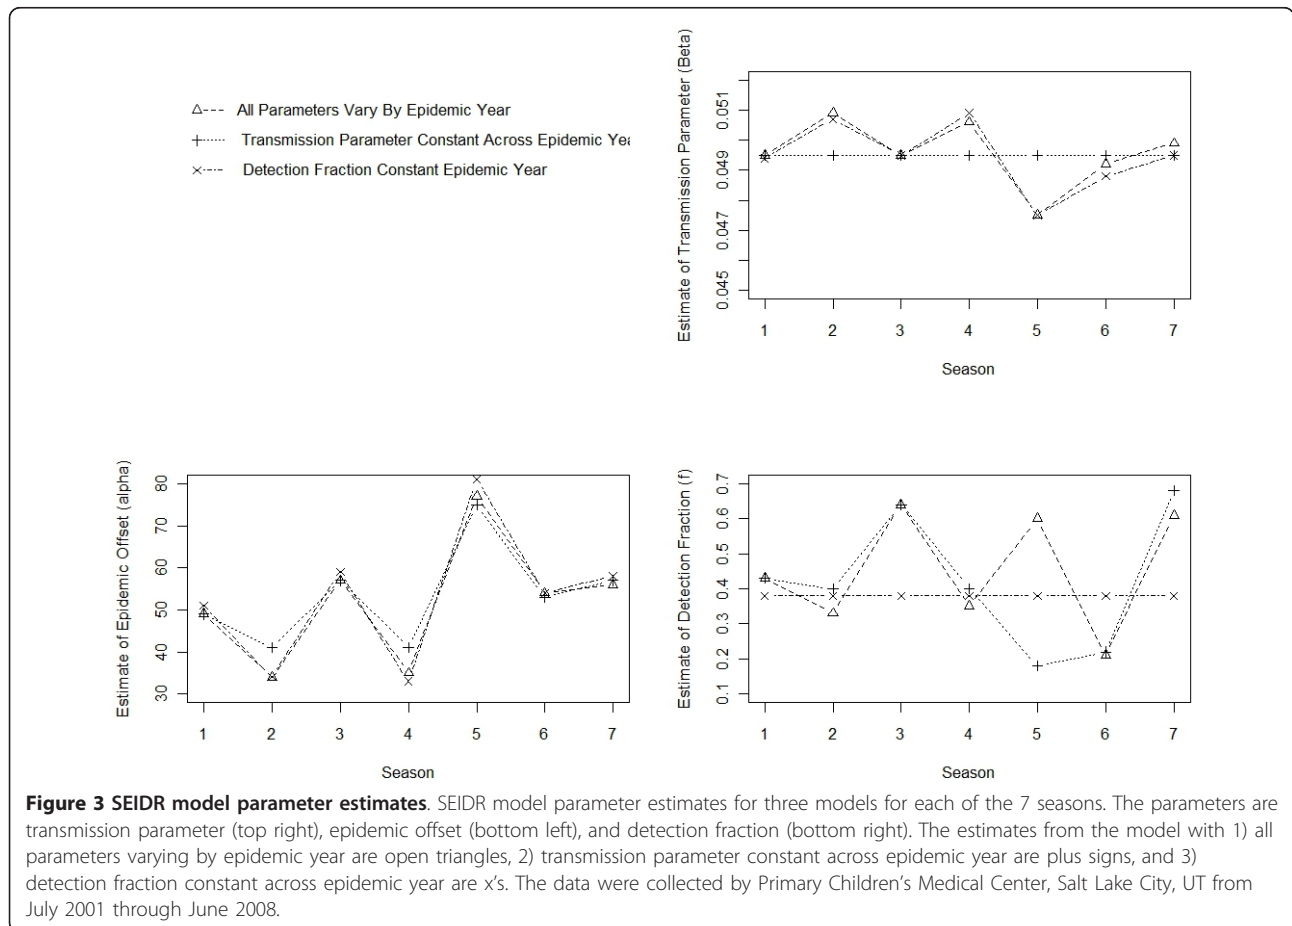 All Parameters Vary By Epidemic Year
Transmission Parameter Constant Across Epidemic Yea
Detection Fraction Constant Epidemic Year
Estimate of Transmission Parameter (Beta)
0.051
0.049
0.047
0.045
1 2 3 4 5 6 7
Season
Estimate of Epidemic Offset (alpha)
80
70
60
50
40
30
1 2 3 4 5 6 7
Season
Estimate of Detection Fraction (f)
0.7
0.6
0.5
0.4
0.3
0.2
0.1
1 2 3 4 5 6 7
Season
Figure 3 SEIDR model parameter estimates. SEIDR model parameter estimates for three models for each of the 7 seasons. The parameters are
transmission parameter (top right), epidemic offset (bottom left), and detection fraction (bottom right). The estimates from the model with 1) all
parameters varying by epidemic year are open triangles, 2) transmission parameter constant across epidemic year are plus signs, and 3)
detection fraction constant across epidemic year are x's. The data were collected by Primary Children's Medical Center, Salt Lake City, UT from
July 2001 through June 2008.